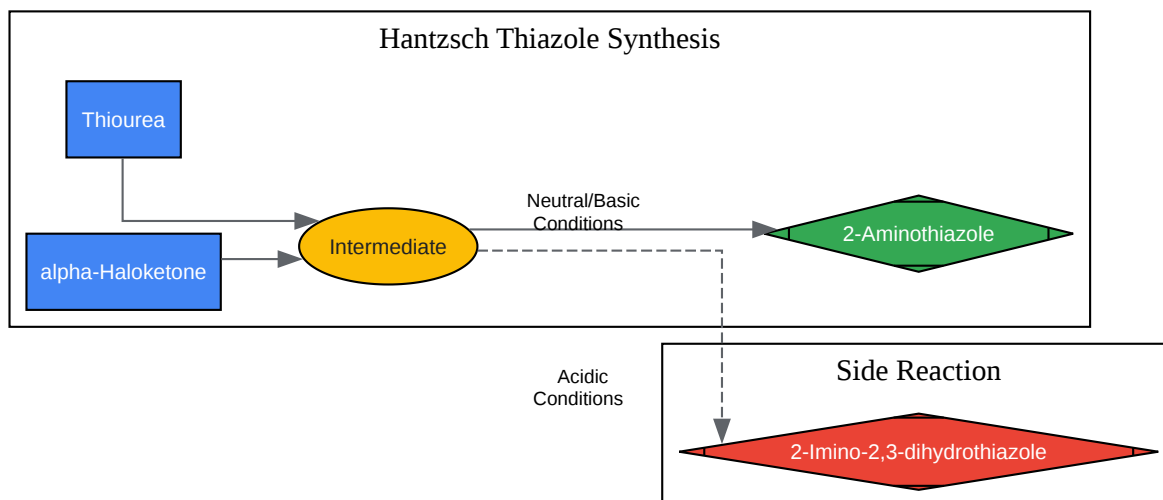 Hantzsch Thiazole Synthesis
Thiourea
alpha-Haloketone
Intermediate
Neutral/Basic
Conditions
2-Aminothiazole
Acidic
Conditions
Side Reaction
2-Imino-2,3-dihydrothiazole